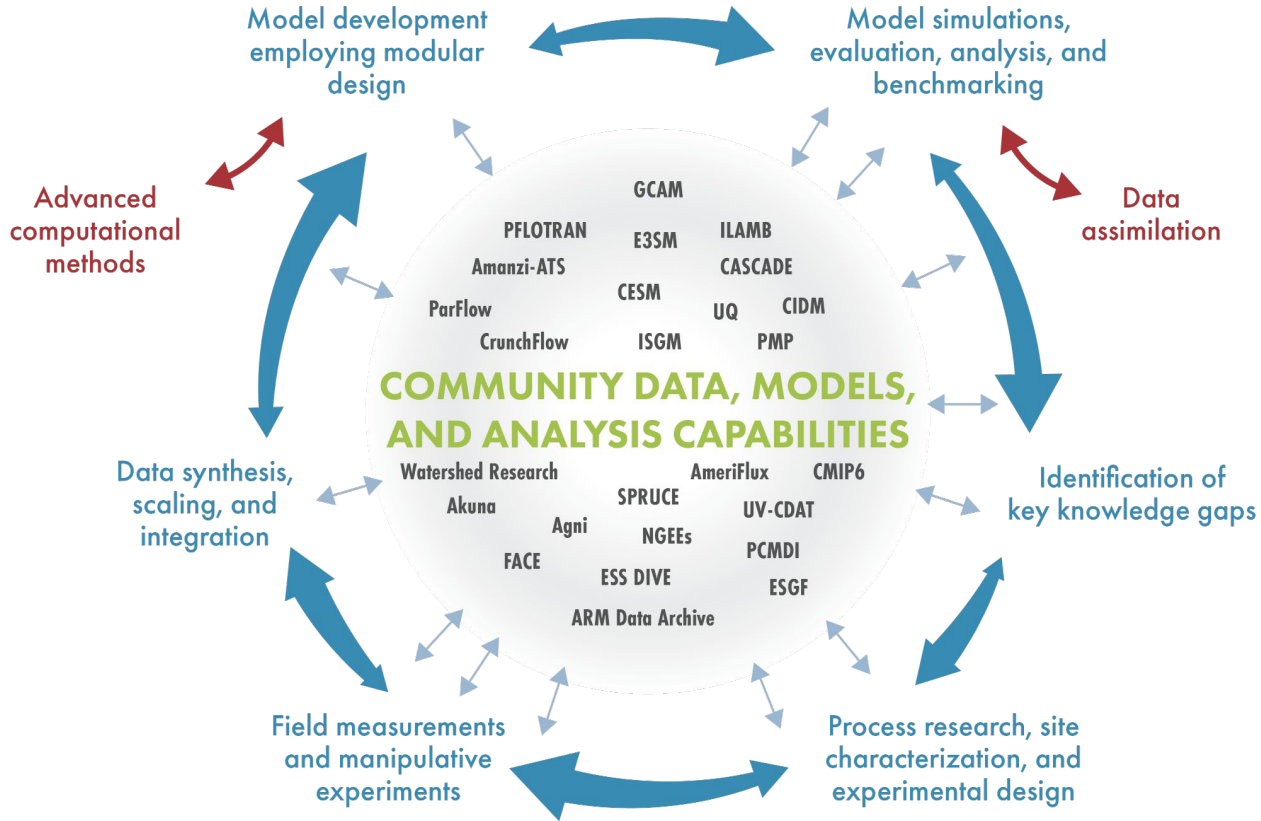 Model development
employing modular
design
Model simulations,
evaluation, analysis, and
benchmarking
Advanced
computational
methods
Data
assimilation
GCAM
PFLOTRAN
E3SM
ILAMB
Amanzi-ATS
CASCADE
CESM
ParFlow
UQ
CIDM
CrunchFlow
ISGM
PMP
COMMUNITY DATA, MODELS,
AND ANALYSIS CAPABILITIES
Watershed Research
AmeriFlux
CMIP6
Akuna
SPRUCE
UV-CDAT
Agni
NGEEs
PCMDI
FACE
ESS DIVE
ESGF
ARM Data Archive
Data synthesis,
scaling, and
integration
Identification of
key knowledge gaps
Field measurements
and manipulative
experiments
Process research, site
characterization, and
experimental design